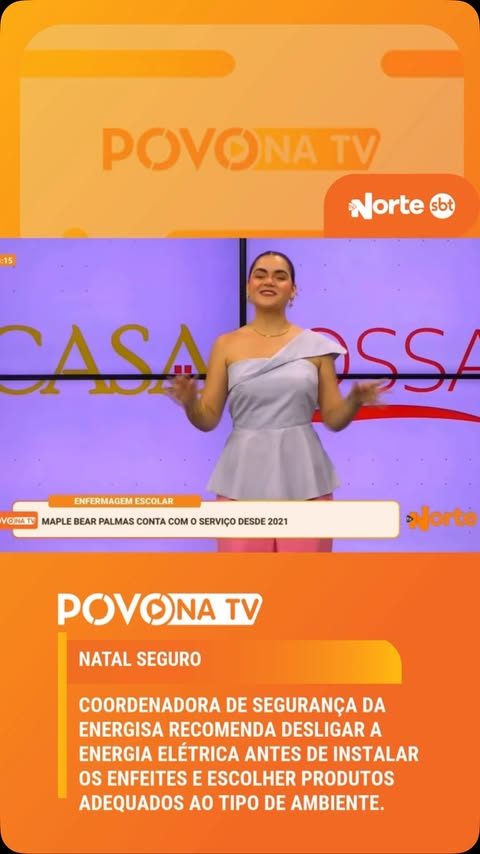 POVO NA TV
Norte sbt
:15
CASA
OSSA
ENFERMAGEM ESCOLAR
POVO NA TV MAPLE BEAR PALMAS CONTA COM O SERVIÇO DESDE 2021
Norte
POVO NA TV
NATAL SEGURO
COORDENADORA DE SEGURANÇA DA
ENERGISA RECOMENDA DESLIGAR A
ENERGIA ELÉTRICA ANTES DE INSTALAR
OS ENFEITES E ESCOLHER PRODUTOS
ADEQUADOS AO TIPO DE AMBIENTE.